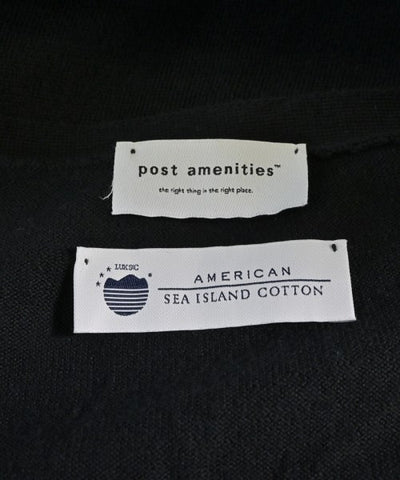 post amenities™
the right thing in the right place.
LUXSIC
AMERICAN
SEA ISLAND COTTON